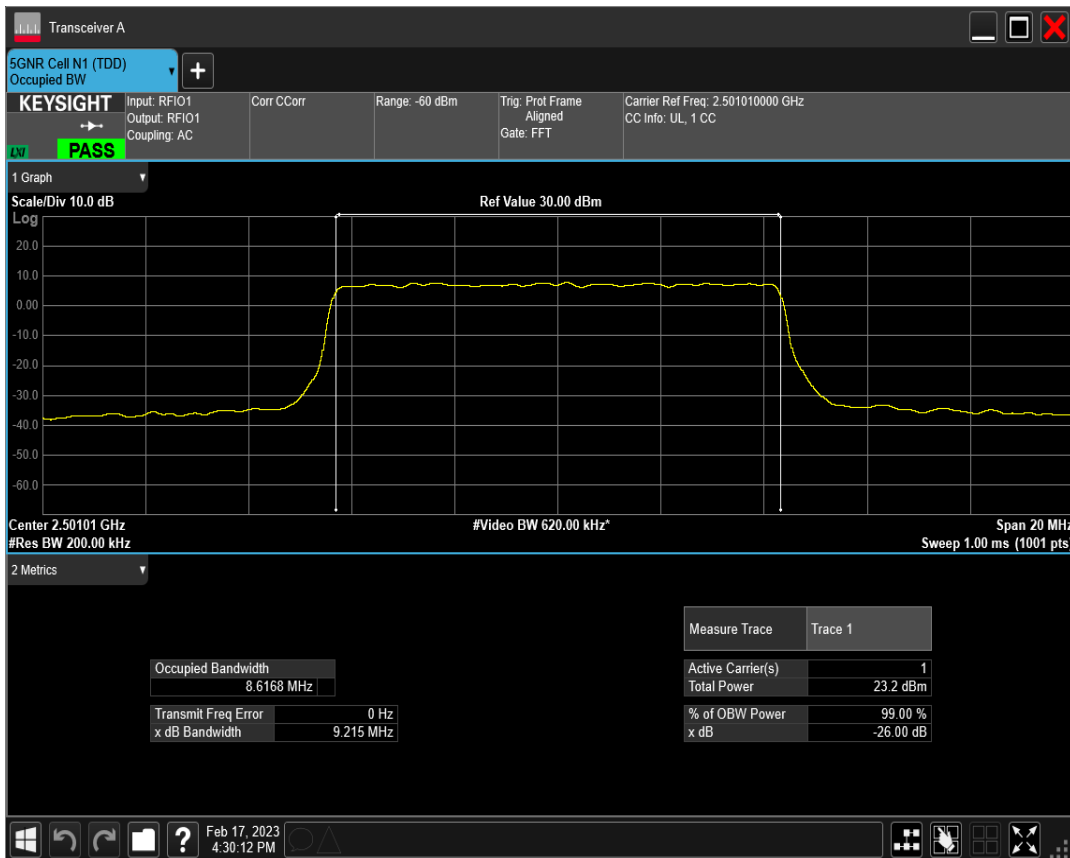 Transceiver A
5GNR Cell N1 (TDD)
Occupied BW
KEYSIGHT
LXI
PASS
Input: RFIO1
Output: RFIO1
Coupling: AC
Corr CCorr
Range: -60 dBm
Trig: Prot Frame
Aligned
Gate: FFT
Carrier Ref Freq: 2.501010000 GHz
CC Info: UL, 1 CC
1 Graph
Scale/Div 10.0 dB
Ref Value 30.00 dBm
Log
20.0
10.0
0.00
-10.0
-20.0
-30.0
-40.0
-50.0
-60.0
Center 2.50101 GHz
#Video BW 620.00 kHz*
Span 20 MHz
#Res BW 200.00 kHz
Sweep 1.00 ms (1001 pts)
2 Metrics
Measure Trace Trace 1
Occupied Bandwidth
8.6168 MHz
Active Carrier(s) 1
Total Power 23.2 dBm
Transmit Freq Error 0 Hz
x dB Bandwidth 9.215 MHz
% of OBW Power 99.00 %
x dB -26.00 dB
Feb 17, 2023
4:30:12 PM